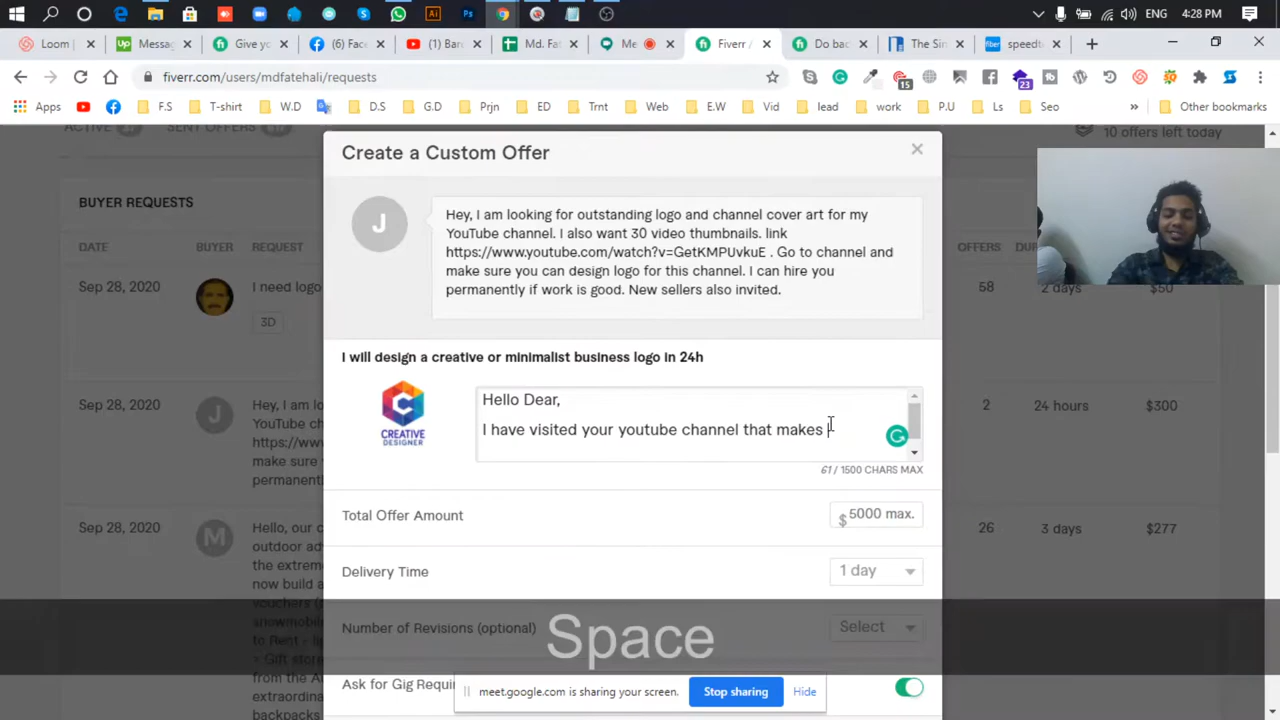 ENG 4:28 PM
Loom | Messag Give yo (6) Face (1) Barc Md. Fat Me Fiverr / Do bac The Sin speedt
fiverr.com/users/mdfatehali/requests
15 23
Apps F.S T-shirt W.D D.S G.D Prjn ED Trnt Web E.W Vid lead work P.U Ls Seo » Other bookmarks
ACTIVE SENT OFFERS 10 offers left today
Create a Custom Offer
BUYER REQUESTS
DATE BUYER REQUEST OFFERS DUR
J
Hey, I am looking for outstanding logo and channel cover art for my
YouTube channel. I also want 30 video thumbnails. link
https://www.youtube.com/watch?v=GetKMPUvkuE . Go to channel and
make sure you can design logo for this channel. I can hire you
permanently if work is good. New sellers also invited.
Sep 28, 2020 I need logo 58 2 days $50
3D
I will design a creative or minimalist business logo in 24h
C
CREATIVE
DESIGNER
Hello Dear,
I have visited your youtube channel that makes
61 / 1500 CHARS MAX
Sep 28, 2020 J Hey, I am lo 2 24 hours $300
YouTube ch
https://ww
make sure y
permanentl
Total Offer Amount $ 5000 max.
Sep 28, 2020 M Hello, our c 26 3 days $277
outdoor ad
the extrem
now build a
vouchers (
snowmobil
to Rent -
> Gift store
from the A
extraordina
backpacks
Delivery Time 1 day
Number of Revisions (optional) Select
Space
Ask for Gig Requi
meet.google.com is sharing your screen. Stop sharing Hide